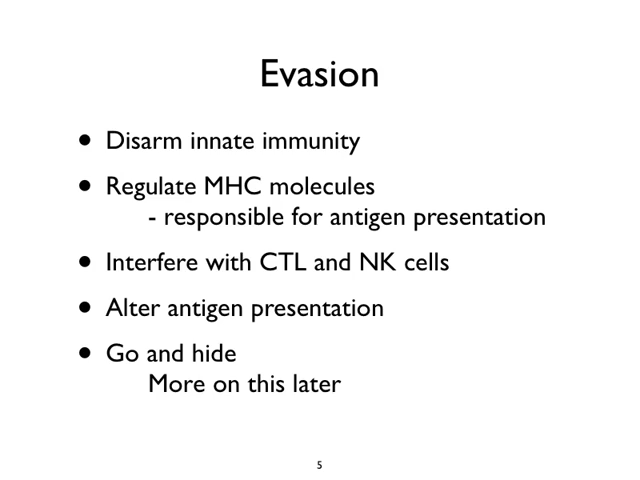 Evasion
• Disarm innate immunity
• Regulate MHC molecules
- responsible for antigen presentation
• Interfere with CTL and NK cells
• Alter antigen presentation
• Go and hide
More on this later
5